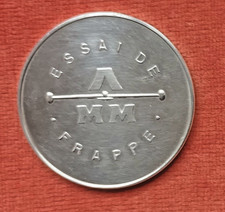 ESSAI DE
Λ
MM
· FRAPPE ·